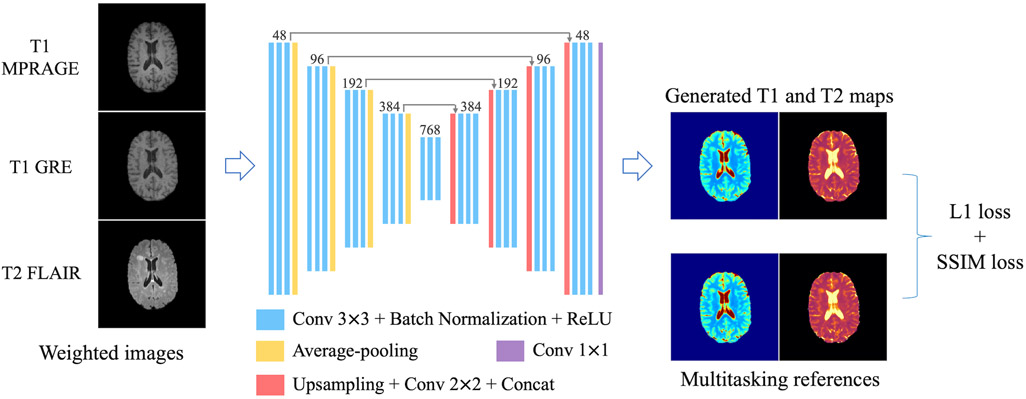 T1
MPRAGE
T1 GRE
T2 FLAIR
Weighted images
48
96
192
384
768
384
192
96
48
Conv 3×3 + Batch Normalization + ReLU
Average-pooling
Conv 1×1
Upsampling + Conv 2×2 + Concat
Generated T1 and T2 maps
Multitasking references
L1 loss
+
SSIM loss